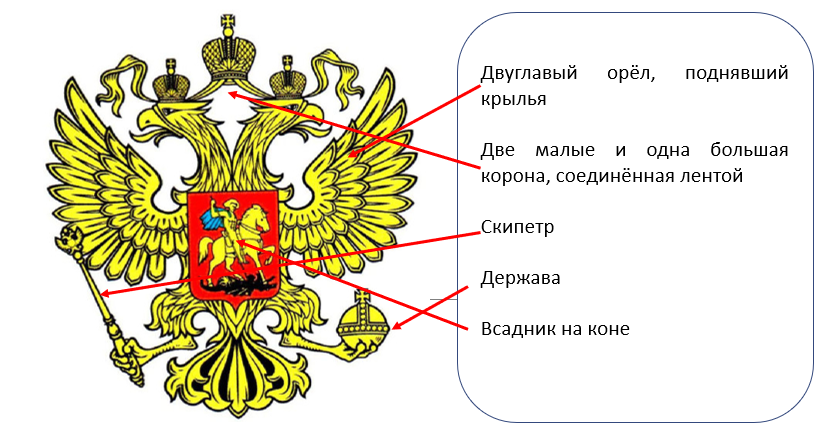 Двуглавый орёл, поднявший
крылья
Две малые и одна большая
корона, соединённая лентой
Скипетр
Держава
Всадник на коне